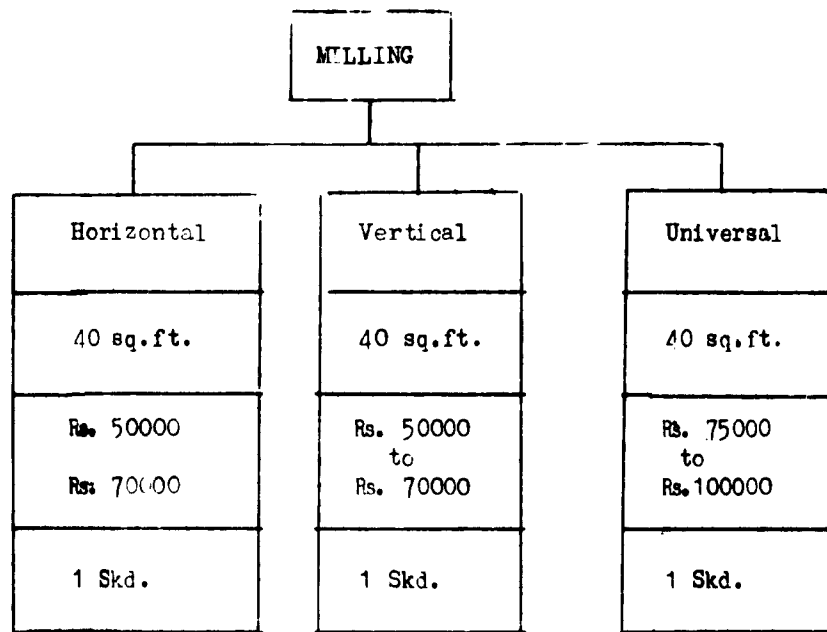 MILLING
Horizontal
40 sq.ft.
Rs. 50000
Rs. 70000
1 Skd.
Vertical
40 sq.ft.
Rs. 50000
to
Rs. 70000
1 Skd.
Universal
40 sq.ft.
Rs. 75000
to
Rs.100000
1 Skd.